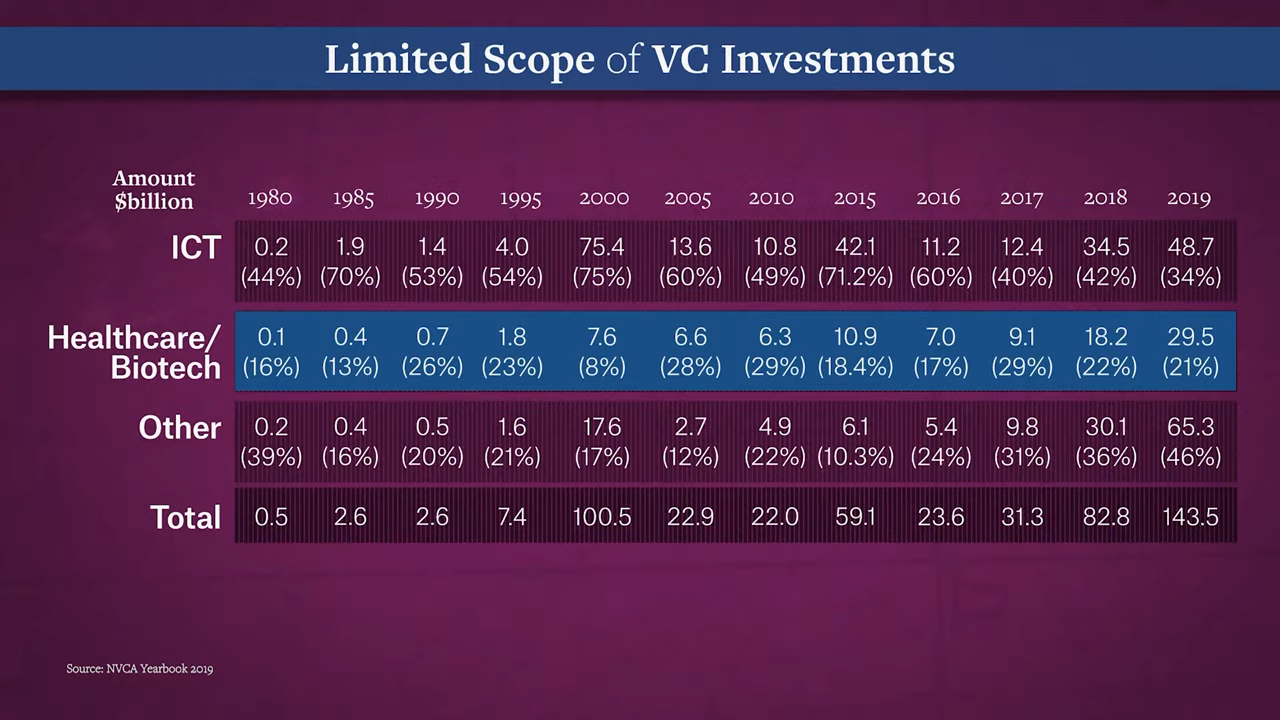 Limited Scope of VC Investments
Amount
$billion
1980 1985 1990 1995 2000 2005 2010 2015 2016 2017 2018 2019
ICT 0.2 1.9 1.4 4.0 75.4 13.6 10.8 42.1 11.2 12.4 34.5 48.7
(44%) (70%) (53%) (54%) (75%) (60%) (49%) (71.2%) (60%) (40%) (42%) (34%)
Healthcare/ 0.1 0.4 0.7 1.8 7.6 6.6 6.3 10.9 7.0 9.1 18.2 29.5
Biotech (16%) (13%) (26%) (23%) (8%) (28%) (29%) (18.4%) (17%) (29%) (22%) (21%)
Other 0.2 0.4 0.5 1.6 17.6 2.7 4.9 6.1 5.4 9.8 30.1 65.3
(39%) (16%) (20%) (21%) (17%) (12%) (22%) (10.3%) (24%) (31%) (36%) (46%)
Total 0.5 2.6 2.6 7.4 100.5 22.9 22.0 59.1 23.6 31.3 82.8 143.5
Source: NVCA Yearbook 2019